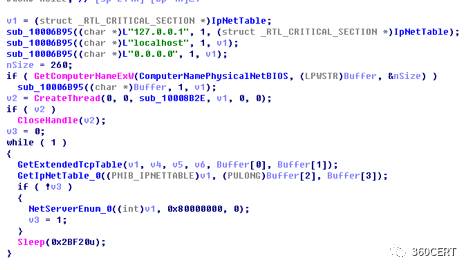 v1 = (struct _RTL_CRITICAL_SECTION *)IpNetTable;
sub_10006B95((char *)L"127.0.0.1", 1, (struct _RTL_CRITICAL_SECTION *)IpNetTable);
sub_10006B95((char *)L"localhost", 1, v1);
sub_10006B95((char *)L"0.0.0.0", 1, v1);
nSize = 260;
if ( GetComputerNameExW(ComputerNamePhysicalNetBIOS, (LPWSTR)Buffer, &nSize) )
sub_10006B95((char *)Buffer, 1, v1);
v2 = CreateThread(0, 0, sub_10008B2E, v1, 0, 0);
if ( v2 )
CloseHandle(v2);
v3 = 0;
while ( 1 )
{
GetExtendedTcpTable(v1, v4, v5, v6, Buffer[0], Buffer[1]);
GetIpNetTable_0((PMIB_IPNETTABLE)v1, (PULONG)Buffer[2], Buffer[3]);
if ( !v3 )
{
NetServerEnum_0((int)v1, 0x80000000, 0);
v3 = 1;
}
Sleep(0x2BF20u);
}
360CERT